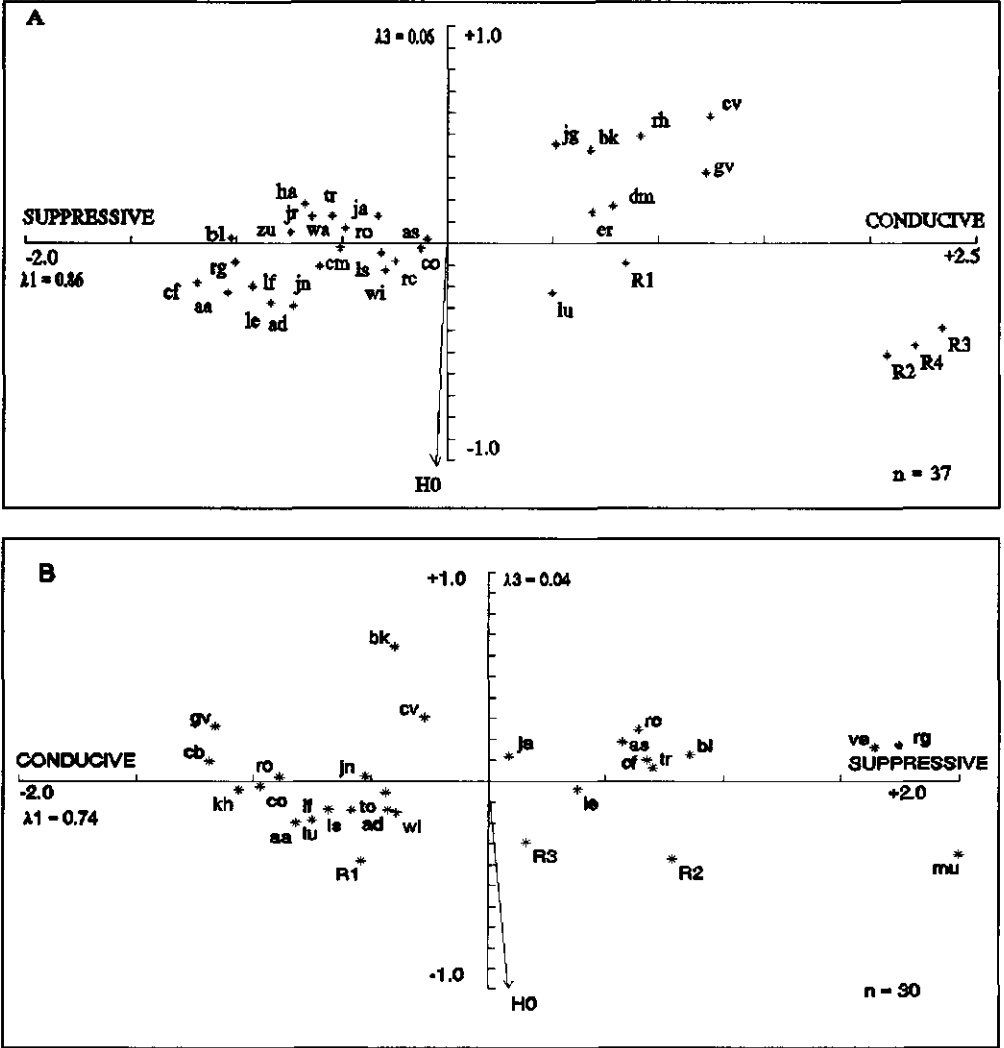 A
λ3 = 0.05 +1.0
cv
jg bk rh
gv
ha tr dm
SUPPRESSIVE jr ja CONDUCIVE
bl zu wa ro as er
-2.0 rg cm ls co +2.5
λ1 = 0.86 cf lf jn wi rc R1
aa lu
le ad
R3
R2 R4
-1.0
H0 n = 37
B
+1.0 λ3 = 0.04
bk
gv cv
rc
cb ja as ve rg
CONDUCIVE ro jn cf tr bl SUPPRESSIVE
-2.0 kh co lf to le +2.0
λ1 = 0.74 aa lu ls ad wi
R1 R3 R2 mu
-1.0
H0 n = 30